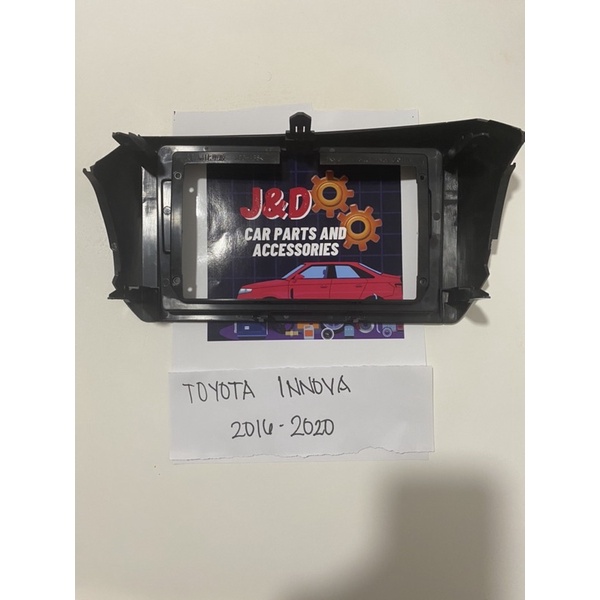 J&D
CAR PARTS AND
ACCESSORIES
TOYOTA INNOVA
2016-2020